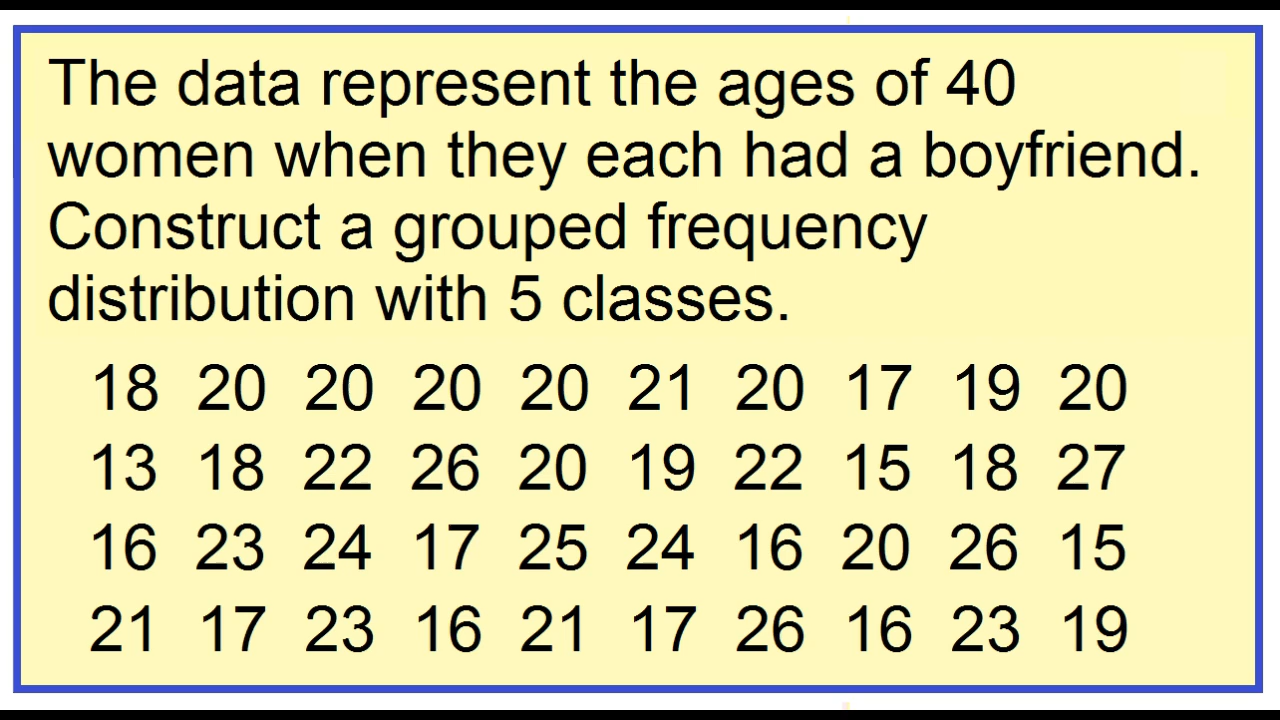 The data represent the ages of 40
women when they each had a boyfriend.
Construct a grouped frequency
distribution with 5 classes.
18 20 20 20 20 21 20 17 19 20
13 18 22 26 20 19 22 15 18 27
16 23 24 17 25 24 16 20 26 15
21 17 23 16 21 17 26 16 23 19